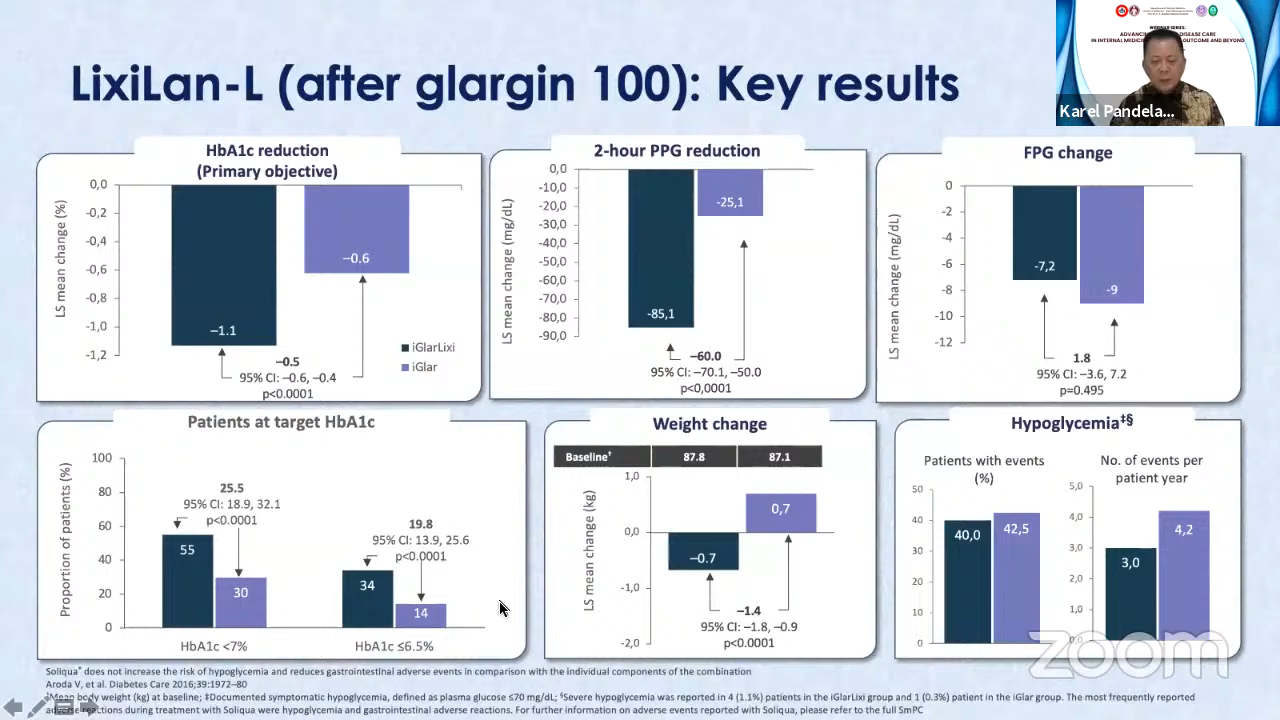 WEBINAR SERIES:
LixiLan-L (after glargin 100): Key results
Karel Pandela...
HbA1c reduction
(Primary objective)
LS mean change (%)
0,0
-0,2
-0,4
-0,6
-0,8
-1,0
-1,2
–1.1
–0,6
–0.5
95% CI: –0.6, –0.4
p<0.0001
iGlarLixi
iGlar
2-hour PPG reduction
LS mean change (mg/dL)
0,0
-10,0
-20,0
-30,0
-40,0
-50,0
-60,0
-70,0
-80,0
-90,0
-85,1
-25,1
–60.0
95% CI: –70.1, –50.0
p<0,0001
FPG change
LS mean change (mg/dL)
0
-2
-4
-6
-8
-10
-12
-7,2
-9
1.8
95% CI: –3.6, 7.2
p=0.495
Patients at target HbA1c
Proportion of patients (%)
100
80
60
40
20
0
25.5
95% CI: 18.9, 32.1
p<0.0001
55
30
19.8
95% CI: 13.9, 25.6
p<0.0001
34
14
HbA1c <7%
HbA1c ≤6.5%
Weight change
Baseline† 87.8 87.1
LS mean change (kg)
1,0
0,0
-1,0
-2,0
–0.7
0,7
–1.4
95% CI: –1.8, –0.9
p<0.0001
Hypoglycemia‡§
Patients with events
(%)
50
40
30
20
10
0
40,0
42,5
No. of events per
patient year
5,0
4,0
3,0
2,0
1,0
0,0
3,0
4,2
zoom
Soliqua® does not increase the risk of hypoglycemia and reduces gastrointestinal adverse events in comparison with the individual components of the combination
Aroda V, et al. Diabetes Care 2016;39:1972–80
†Mean body weight (kg) at baseline; ‡Documented symptomatic hypoglycemia, defined as plasma glucose ≤70 mg/dL; §Severe hypoglycemia was reported in 4 (1.1%) patients in the iGlarLixi group and 1 (0.3%) patient in the iGlar group. The most frequently reported
adverse reactions during treatment with Soliqua were hypoglycemia and gastrointestinal adverse reactions. For further information on adverse events reported with Soliqua, please refer to the full SmPC